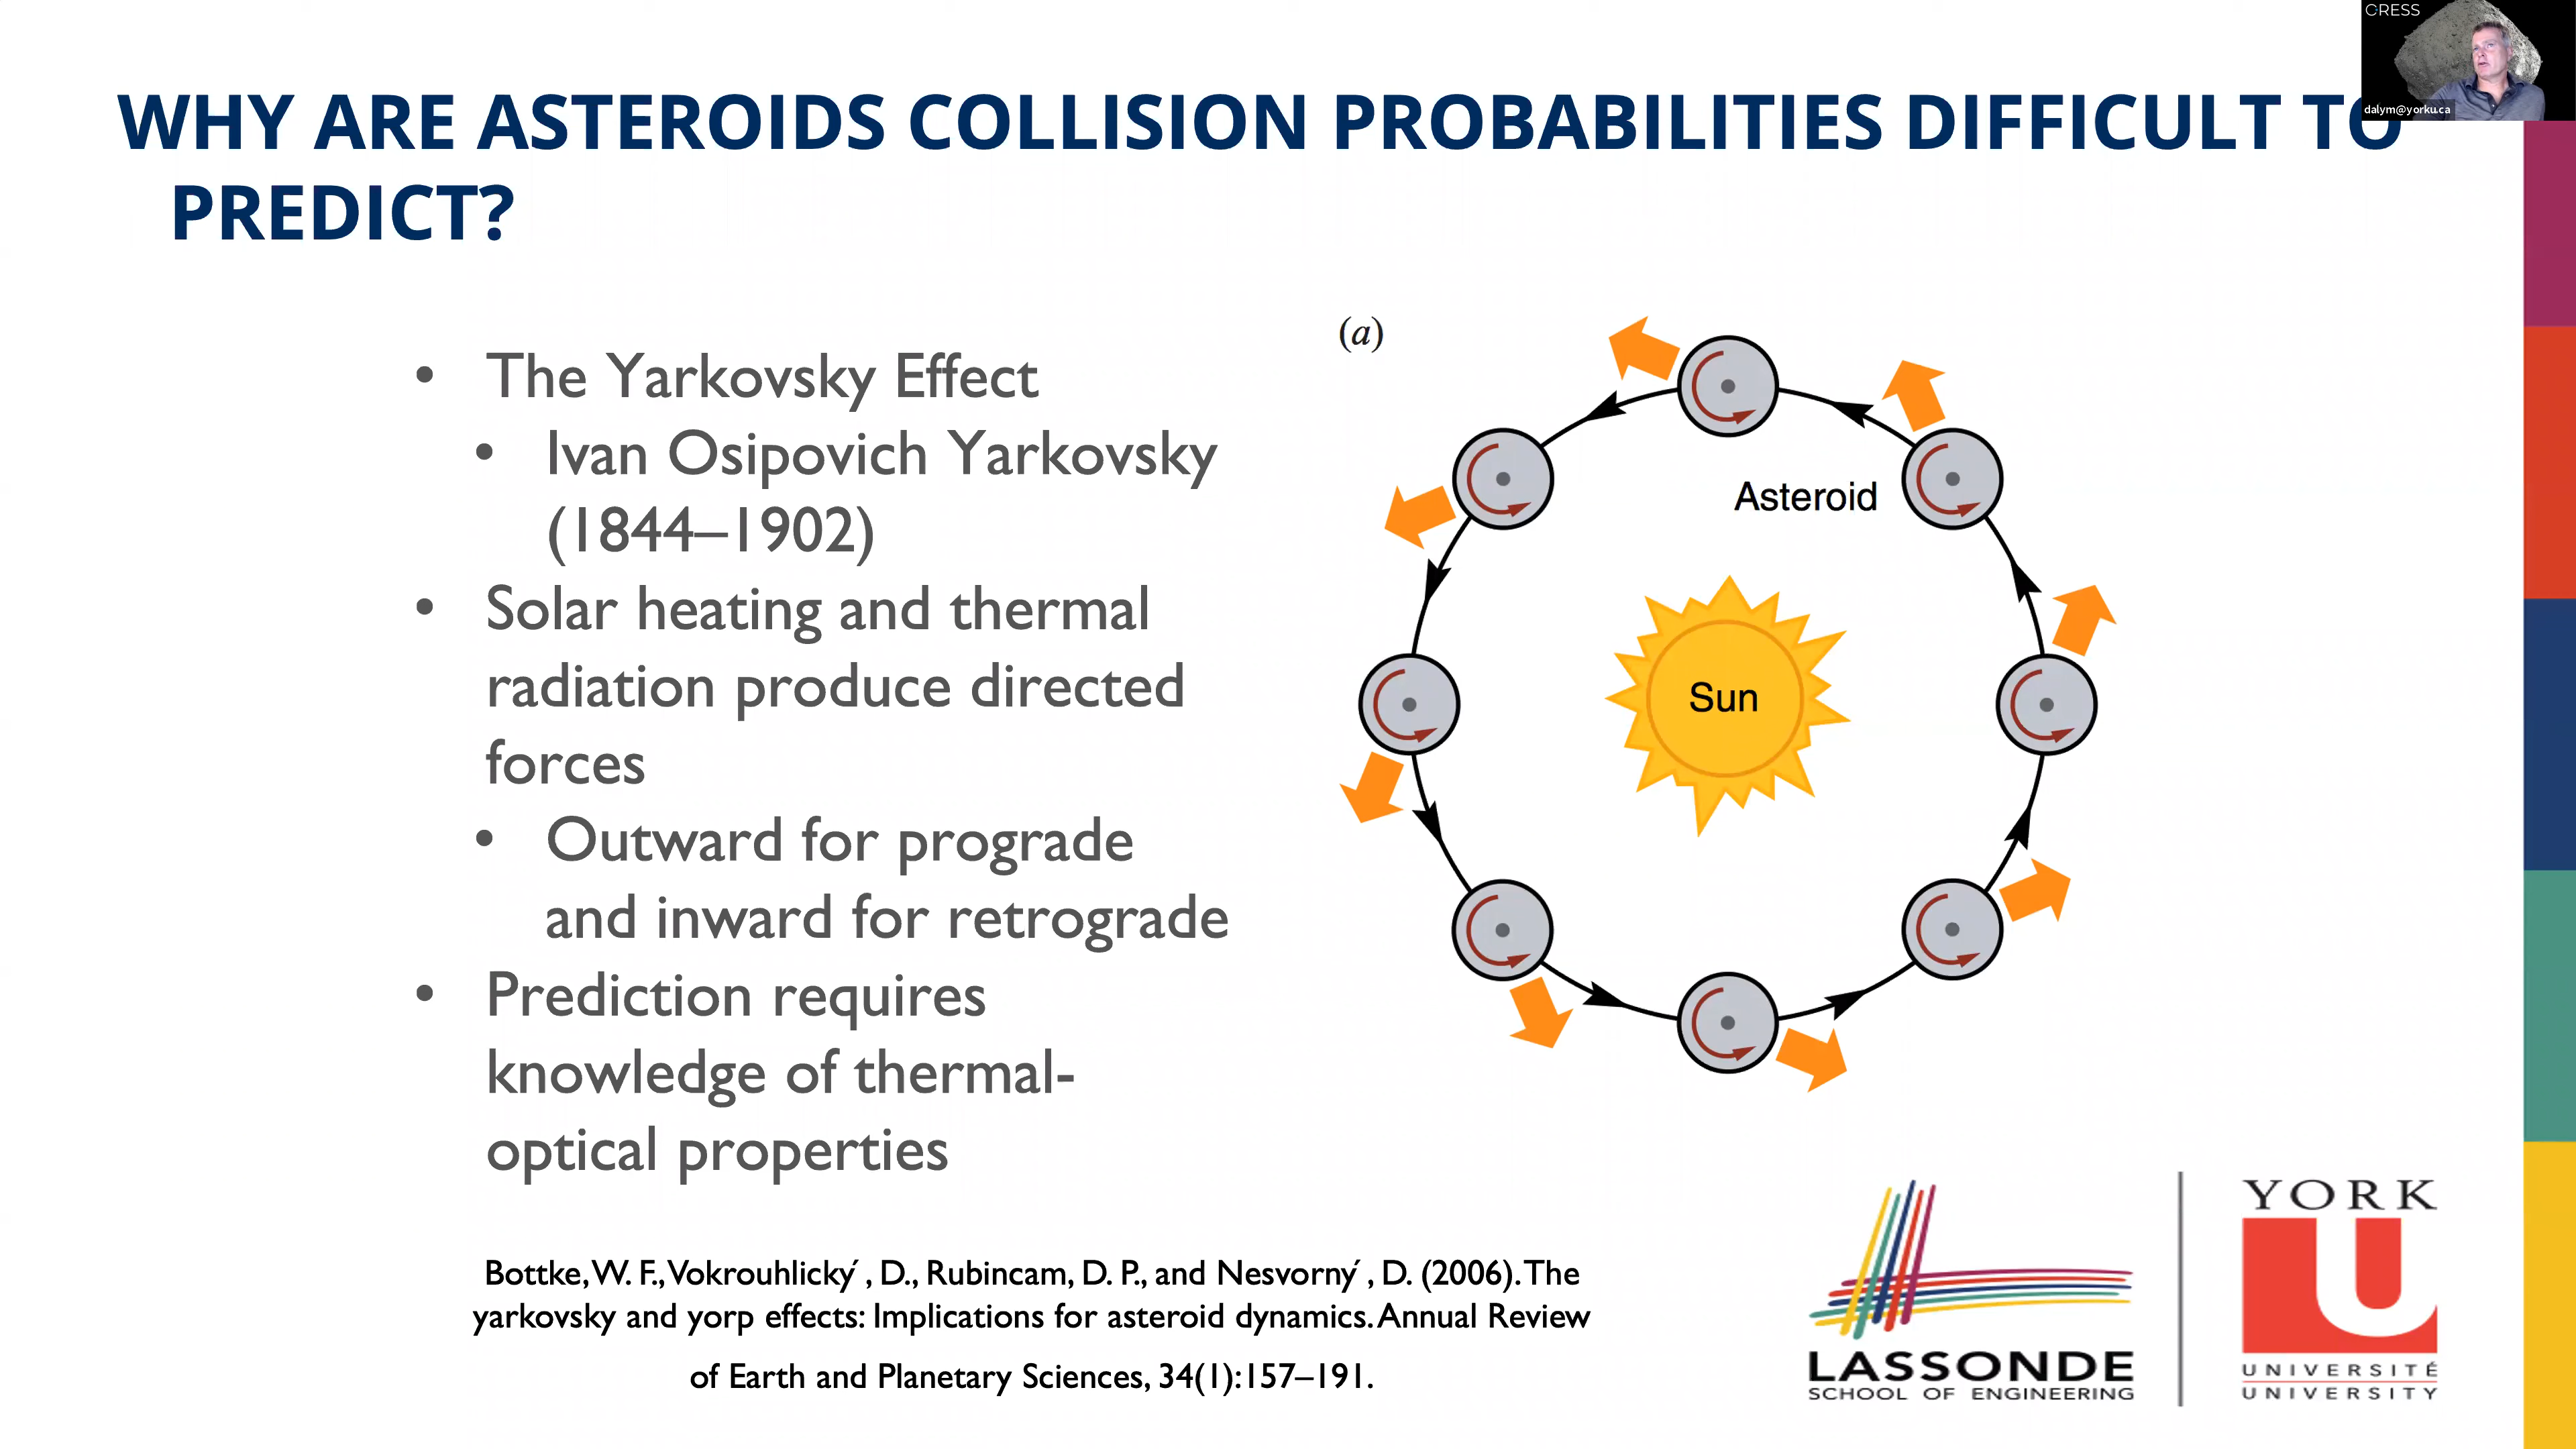 CRESS
dalym@yorku.ca
WHY ARE ASTEROIDS COLLISION PROBABILITIES DIFFICULT TO
PREDICT?
• The Yarkovsky Effect
• Ivan Osipovich Yarkovsky
(1844–1902)
• Solar heating and thermal
radiation produce directed
forces
• Outward for prograde
and inward for retrograde
• Prediction requires
knowledge of thermal-
optical properties
(a)
Asteroid
Sun
Bottke, W. F., Vokrouhlický, D., Rubincam, D. P., and Nesvorný, D. (2006). The
yarkovsky and yorp effects: Implications for asteroid dynamics. Annual Review
of Earth and Planetary Sciences, 34(1):157–191.
LASSONDE
SCHOOL OF ENGINEERING
YORK
U
UNIVERSITÉ
UNIVERSITY